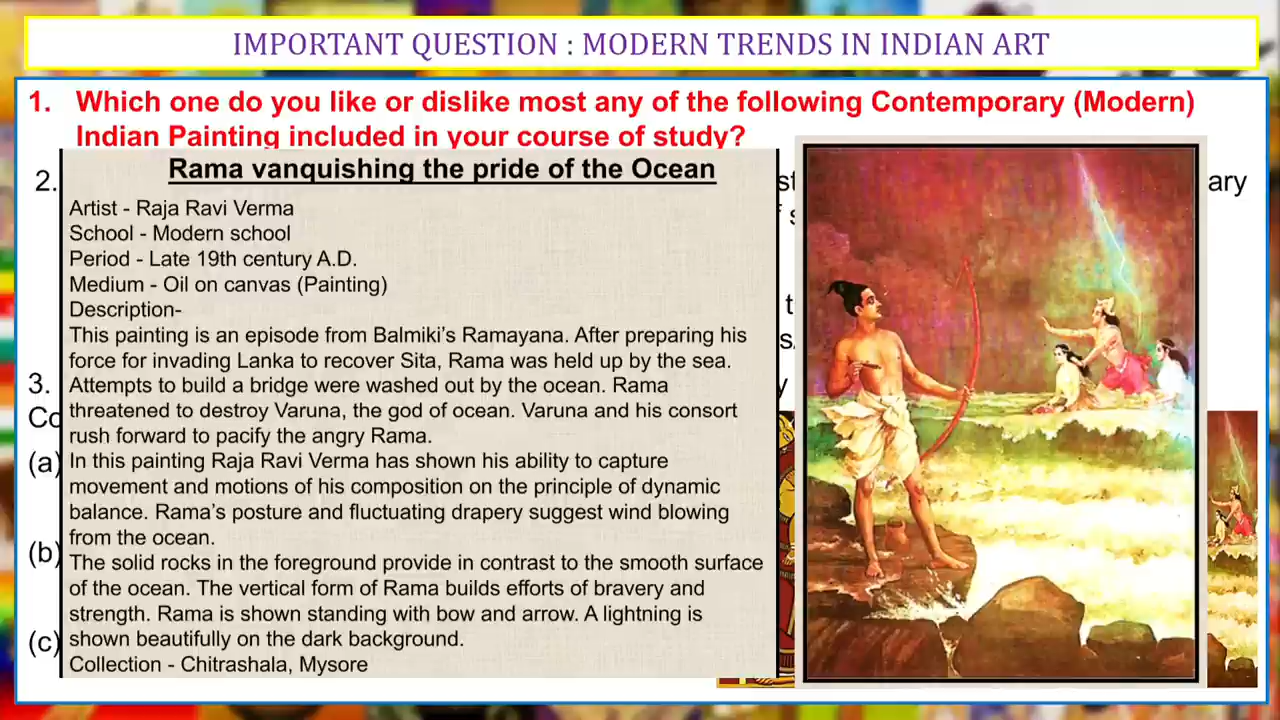 IMPORTANT QUESTION : MODERN TRENDS IN INDIAN ART
1. Which one do you like or dislike most any of the following Contemporary (Modern)
Indian Painting included in your course of study?
Rama vanquishing the pride of the Ocean
2.
ary
Artist - Raja Ravi Verma
School - Modern school
Period - Late 19th century A.D.
Medium - Oil on canvas (Painting)
Description-
This painting is an episode from Balmiki's Ramayana. After preparing his
force for invading Lanka to recover Sita, Rama was held up by the sea.
3.
Attempts to build a bridge were washed out by the ocean. Rama
threatened to destroy Varuna, the god of ocean. Varuna and his consort
rush forward to pacify the angry Rama.
(a)
In this painting Raja Ravi Verma has shown his ability to capture
movement and motions of his composition on the principle of dynamic
balance. Rama's posture and fluctuating drapery suggest wind blowing
from the ocean.
(b)
The solid rocks in the foreground provide in contrast to the smooth surface
of the ocean. The vertical form of Rama builds efforts of bravery and
strength. Rama is shown standing with bow and arrow. A lightning is
(c)
shown beautifully on the dark background.
Collection - Chitrashala, Mysore